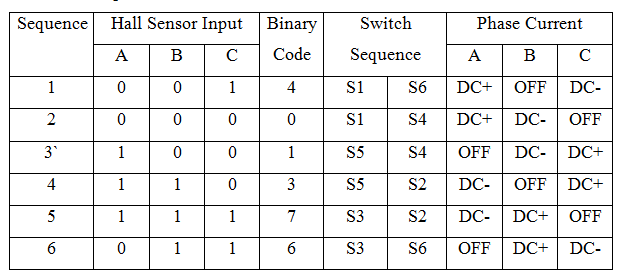 Sequence Hall Sensor Input Binary Code Switch Sequence Phase Current
A B C A B C
1 0 0 1 4 S1 S6 DC+ OFF DC-
2 0 0 0 0 S1 S4 DC+ DC- OFF
3` 1 0 0 1 S5 S4 OFF DC- DC+
4 1 1 0 3 S5 S2 DC- OFF DC+
5 1 1 1 7 S3 S2 DC- DC+ OFF
6 0 1 1 6 S3 S6 OFF DC+ DC-